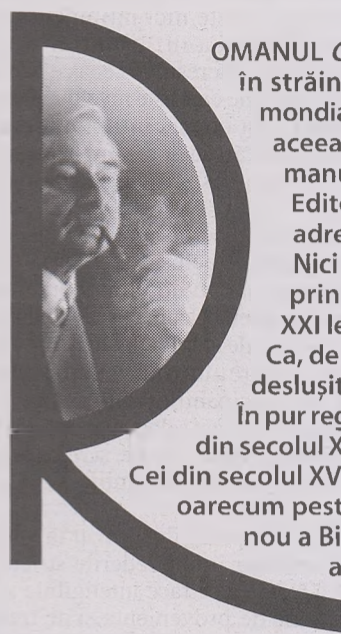 R
OMANUL
în străin
mondia
aceea
manu
Edito
adre
Nici
prin
XXI le
Ca, de
deslușit
În pur reg
din secolul X
Cei din secolul XV
oarecum pest
nou a Bi
a